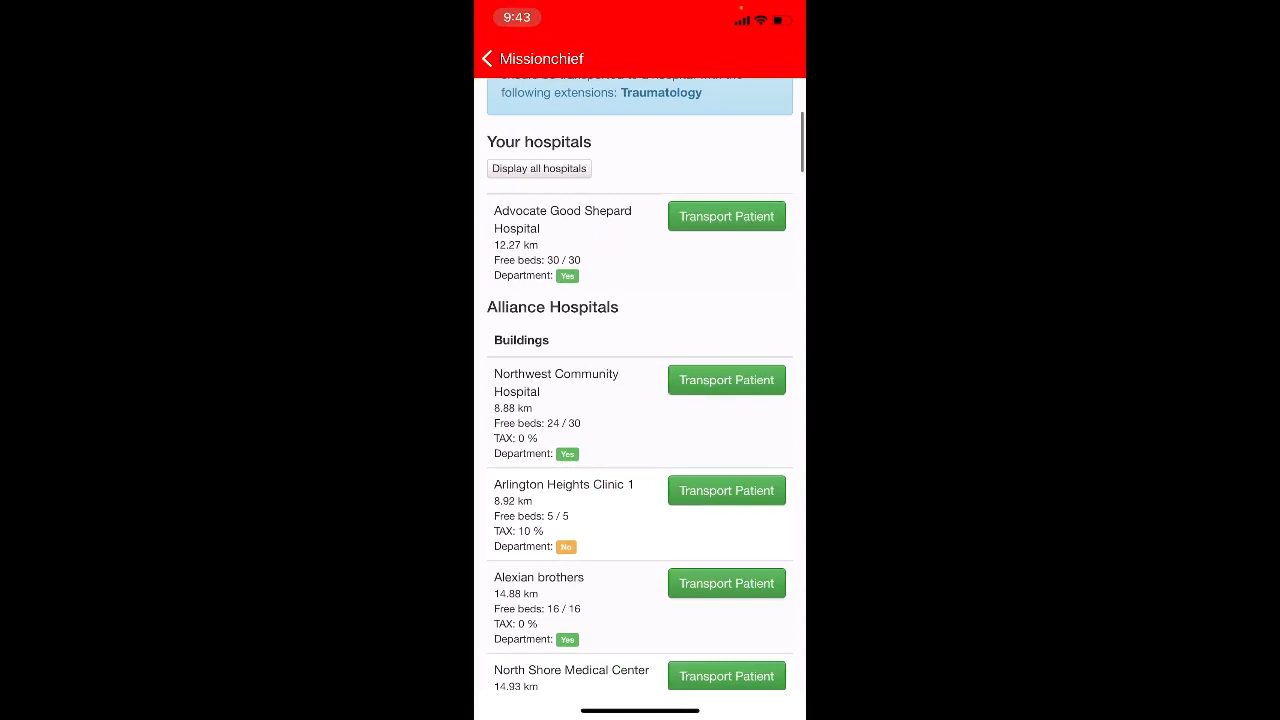 9:43
Missionchief
following extensions: Traumatology
Your hospitals
Display all hospitals
Advocate Good Shepard
Hospital
12.27 km
Free beds: 30 / 30
Department: Yes
Transport Patient
Alliance Hospitals
Buildings
Northwest Community
Hospital
8.88 km
Free beds: 24 / 30
TAX: 0 %
Department: Yes
Transport Patient
Arlington Heights Clinic 1
8.92 km
Free beds: 5 / 5
TAX: 10 %
Department: No
Transport Patient
Alexian brothers
14.88 km
Free beds: 16 / 16
TAX: 0 %
Department: Yes
Transport Patient
North Shore Medical Center
14.93 km
Transport Patient